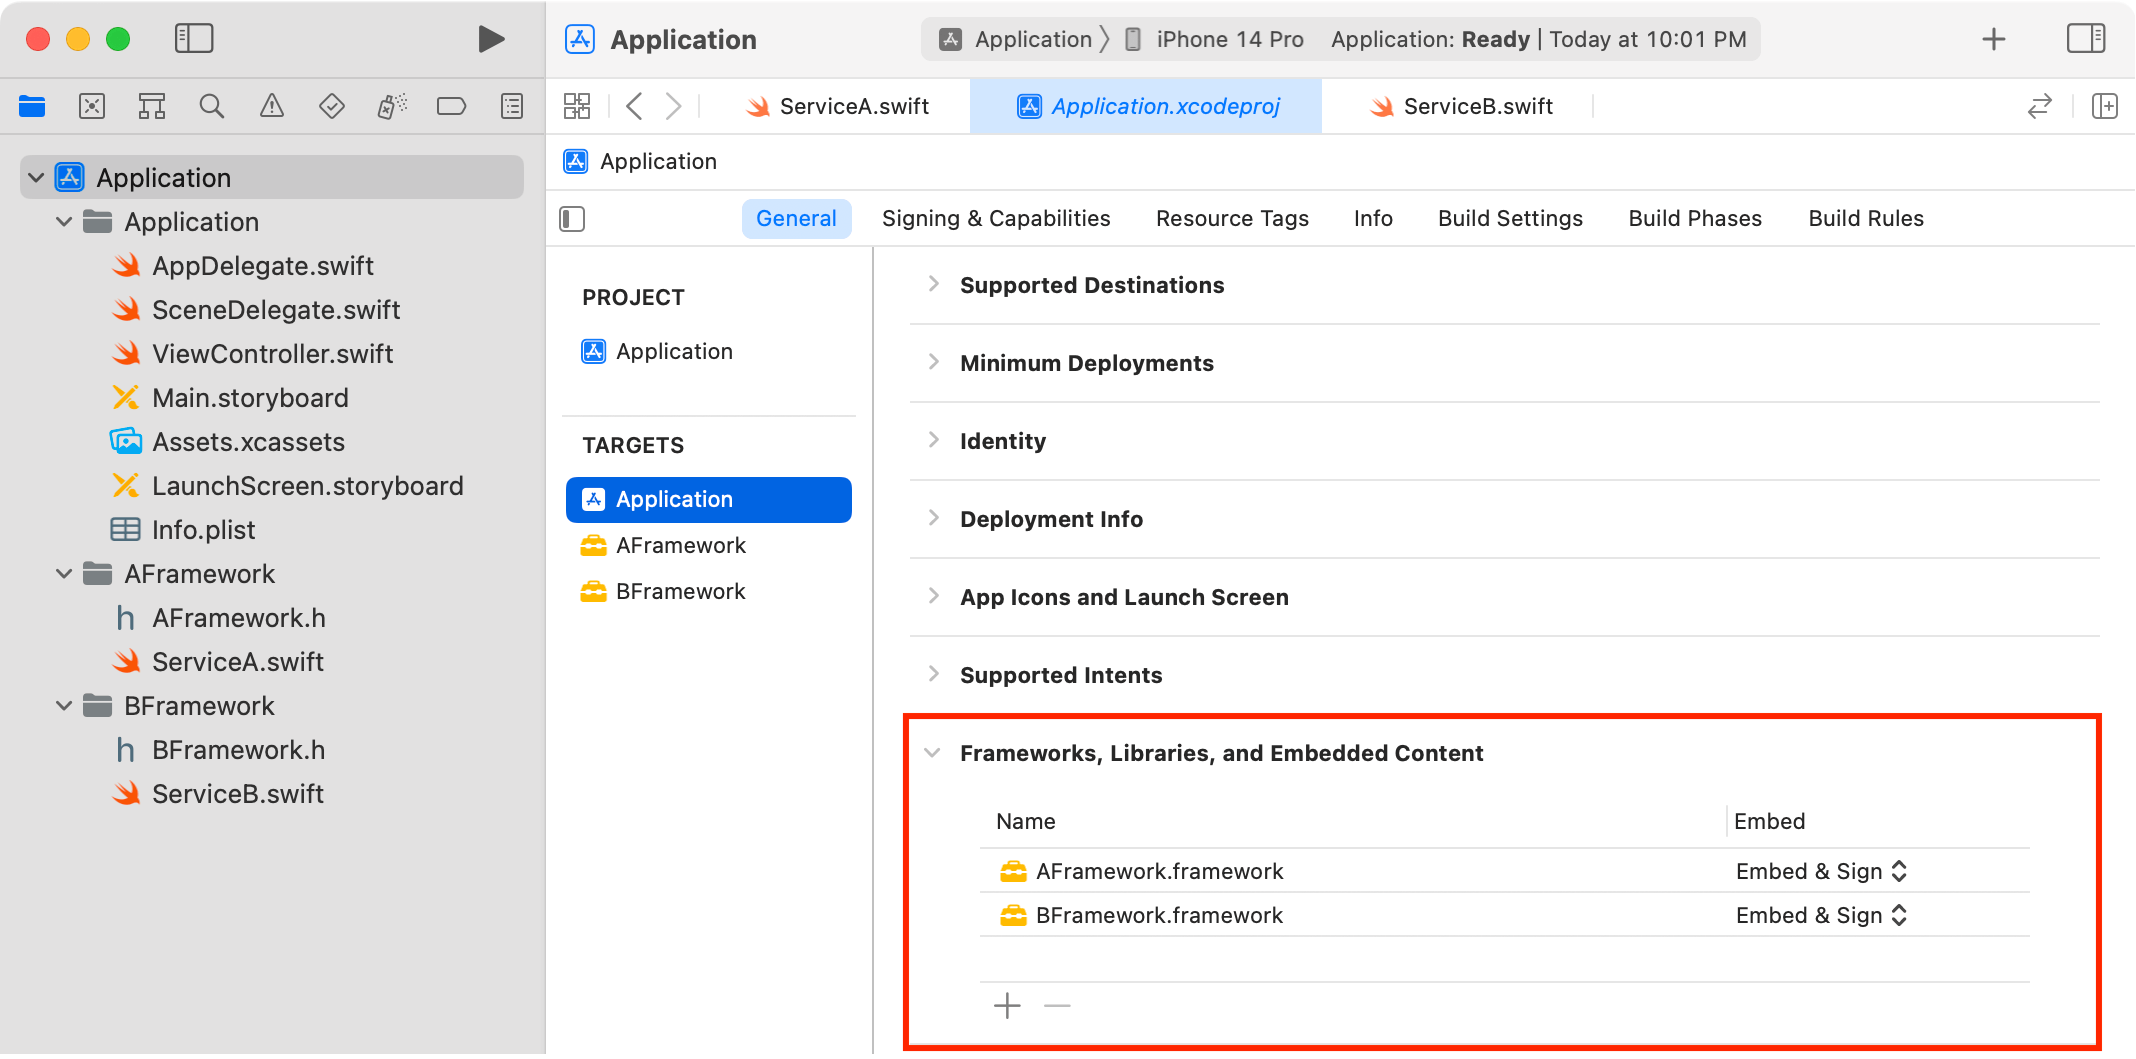 Application
Application iPhone 14 Pro Application: Ready | Today at 10:01 PM
ServiceA.swift Application.xcodeproj ServiceB.swift
Application
General Signing & Capabilities Resource Tags Info Build Settings Build Phases Build Rules
Application
Application
AppDelegate.swift
SceneDelegate.swift
ViewController.swift
Main.storyboard
Assets.xcassets
LaunchScreen.storyboard
Info.plist
AFramework
h AFramework.h
ServiceA.swift
BFramework
h BFramework.h
ServiceB.swift
PROJECT
Application
TARGETS
Application
AFramework
BFramework
Supported Destinations
Minimum Deployments
Identity
Deployment Info
App Icons and Launch Screen
Supported Intents
Frameworks, Libraries, and Embedded Content
Name Embed
AFramework.framework Embed & Sign
BFramework.framework Embed & Sign